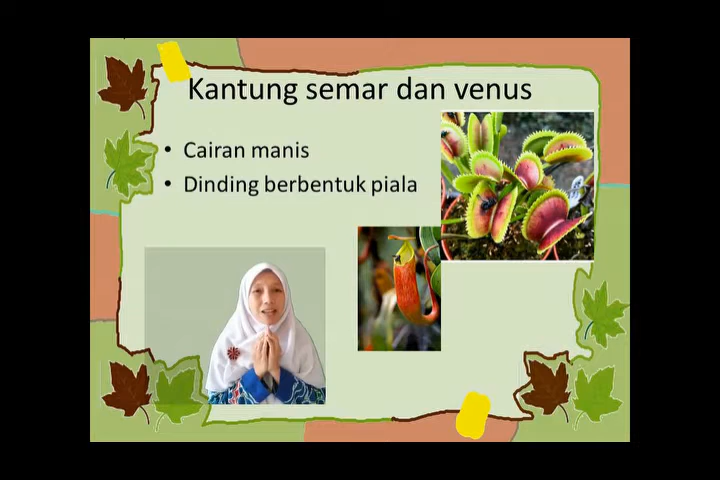 Kantung semar dan venus
• Cairan manis
• Dinding berbentuk piala